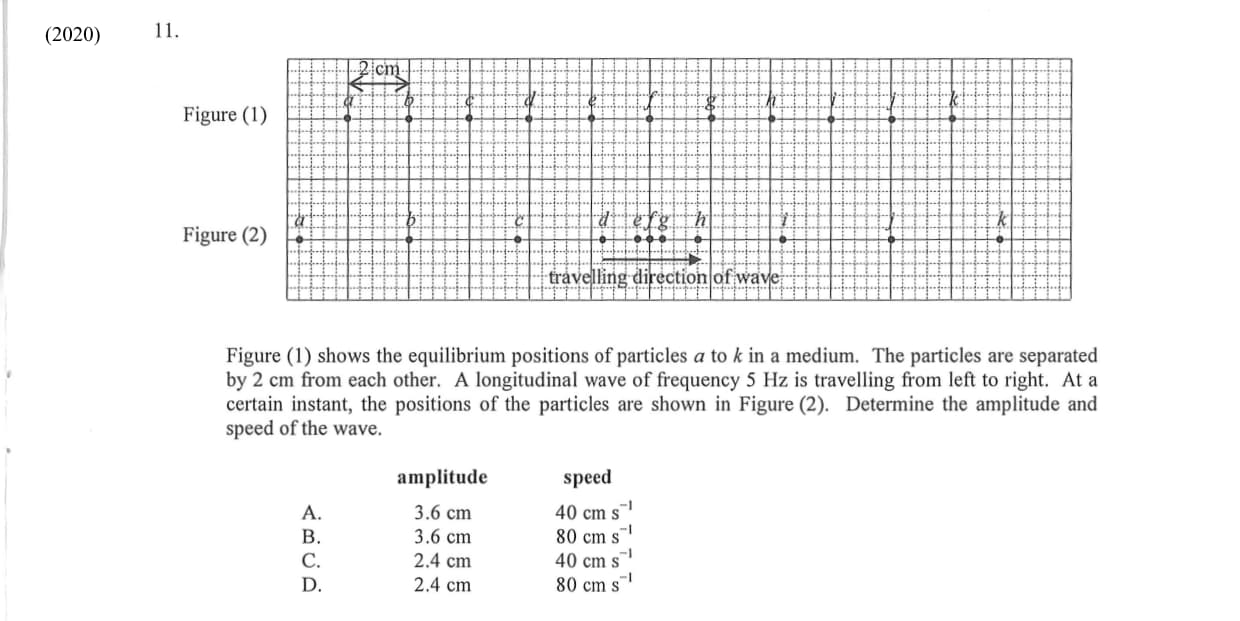 (2020) 11.
2 cm
a b c d e f g h i j k
Figure (1)
a b c d e f g h i j k
Figure (2)
travelling direction of wave
Figure (1) shows the equilibrium positions of particles a to k in a medium. The particles are separated
by 2 cm from each other. A longitudinal wave of frequency 5 Hz is travelling from left to right. At a
certain instant, the positions of the particles are shown in Figure (2). Determine the amplitude and
speed of the wave.
amplitude speed
A. 3.6 cm 40 cm s⁻¹
B. 3.6 cm 80 cm s⁻¹
C. 2.4 cm 40 cm s⁻¹
D. 2.4 cm 80 cm s⁻¹